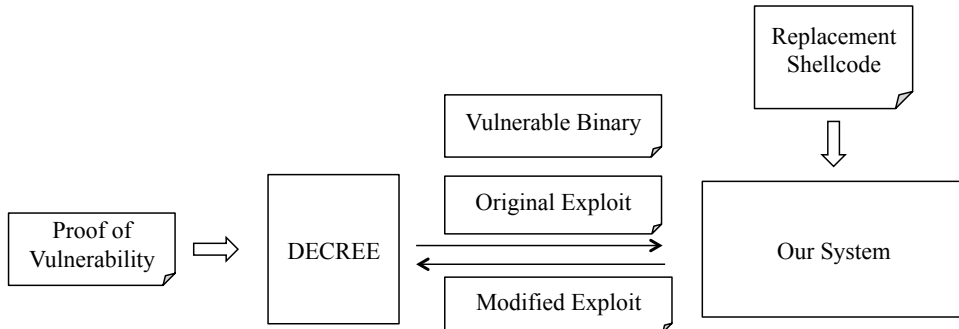 Replacement
Shellcode
Vulnerable Binary
Original Exploit
Proof of
Vulnerability
DECREE
Our System
Modified Exploit